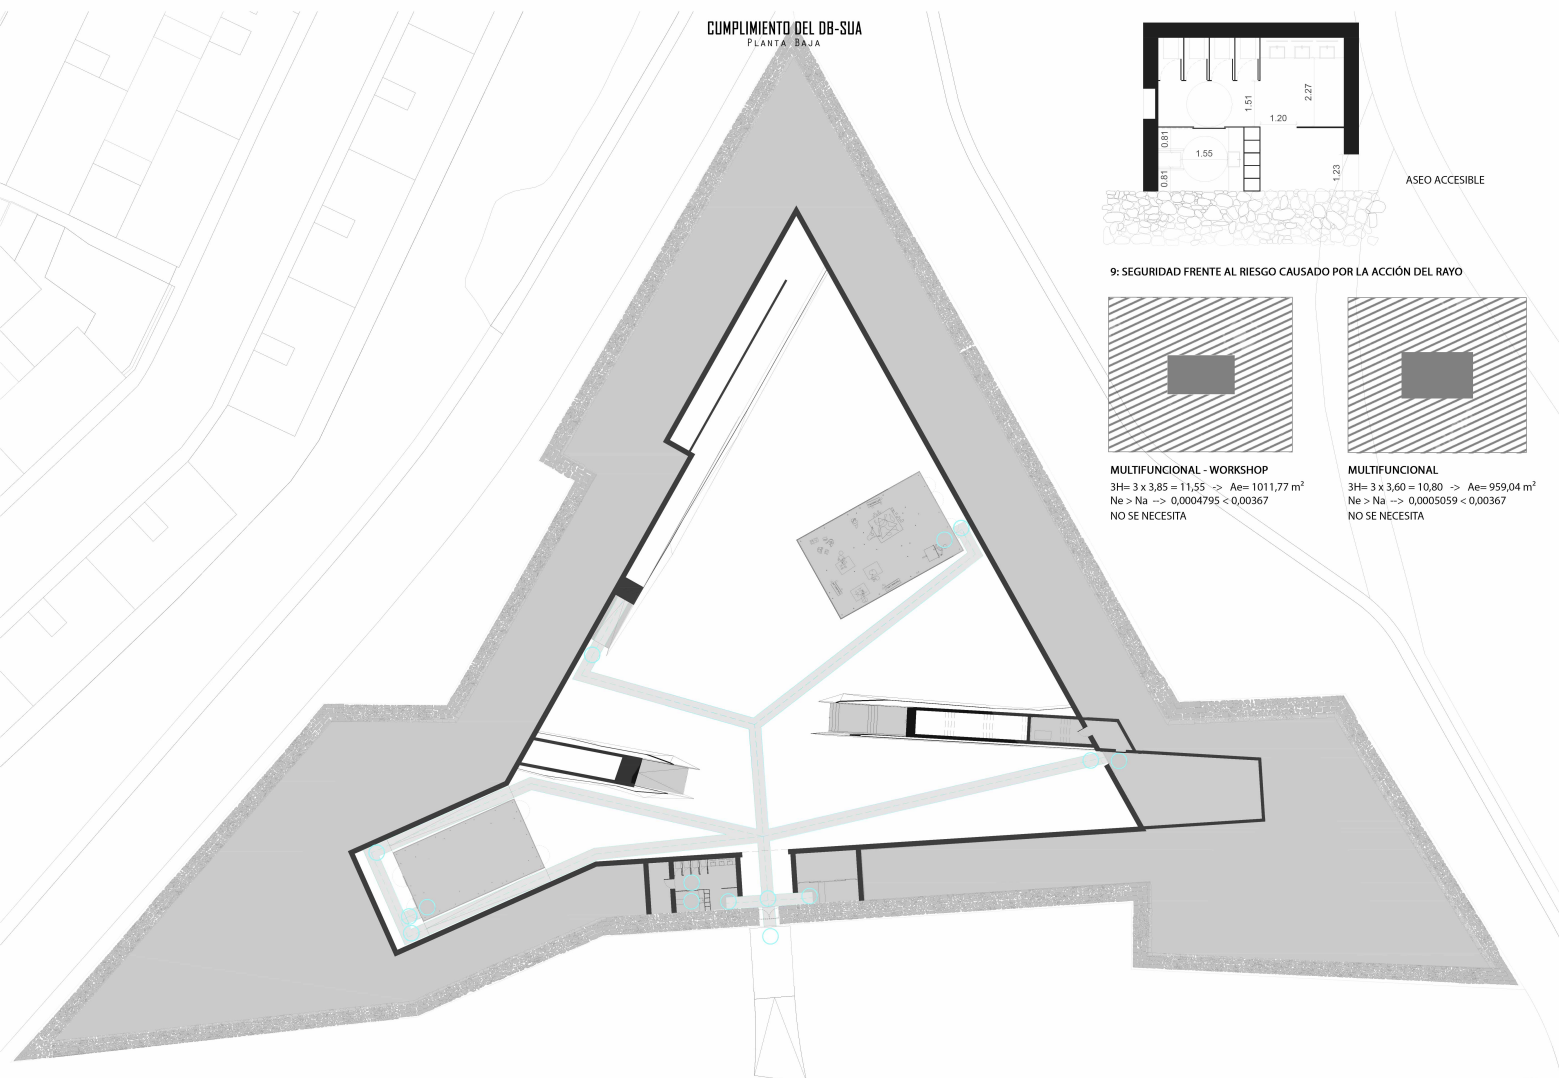 CUMPLIMIENTO DEL DB-SUA
PLANTA BAJA
1.51
2.27
1.20
0.81
1.55
0.81
1.23
ASEO ACCESIBLE
9: SEGURIDAD FRENTE AL RIESGO CAUSADO POR LA ACCIÓN DEL RAYO
MULTIFUNCIONAL - WORKSHOP
3H= 3 x 3,85 = 11,55 -> Ae= 1011,77 m²
Ne > Na --> 0,0004795 < 0,00367
NO SE NECESITA
MULTIFUNCIONAL
3H= 3 x 3,60 = 10,80 -> Ae= 959,04 m²
Ne > Na --> 0,0005059 < 0,00367
NO SE NECESITA